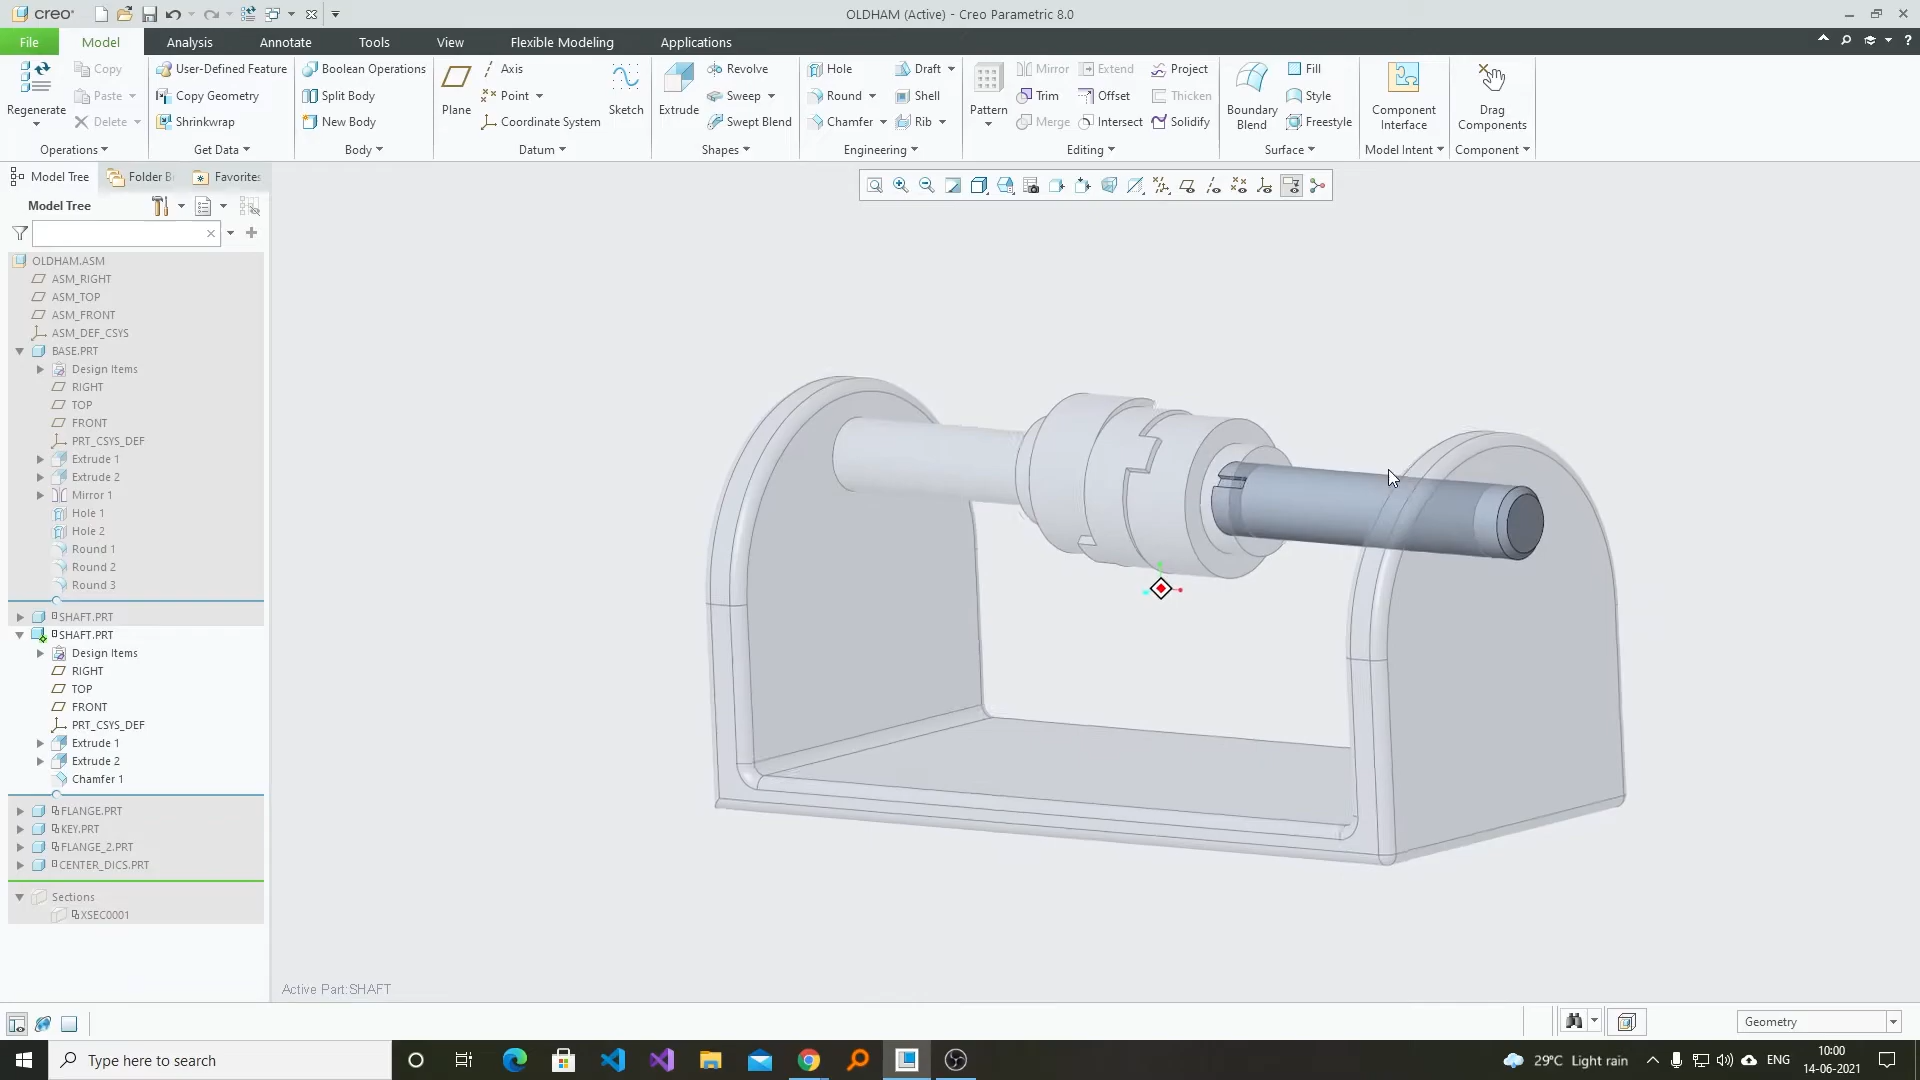 creo
OLDHAM (Active) - Creo Parametric 8.0
File Model Analysis Annotate Tools View Flexible Modeling Applications
Regenerate
Copy
Paste
Delete
Operations
User-Defined Feature
Copy Geometry
Shrinkwrap
Get Data
Boolean Operations
Split Body
New Body
Body
Plane
Axis
Point
Coordinate System
Sketch
Datum
Extrude
Revolve
Sweep
Swept Blend
Shapes
Hole
Round
Chamfer
Draft
Shell
Rib
Engineering
Pattern
Mirror
Trim
Merge
Extend
Offset
Intersect
Project
Thicken
Solidify
Editing
Boundary
Blend
Fill
Style
Freestyle
Surface
Component
Interface
Model Intent
Drag
Components
Component
Model Tree
Folder B
Favorites
Model Tree
OLDHAM.ASM
ASM_RIGHT
ASM_TOP
ASM_FRONT
ASM_DEF_CSYS
BASE.PRT
Design Items
RIGHT
TOP
FRONT
PRT_CSYS_DEF
Extrude 1
Extrude 2
Mirror 1
Hole 1
Hole 2
Round 1
Round 2
Round 3
SHAFT.PRT
SHAFT.PRT
Design Items
RIGHT
TOP
FRONT
PRT_CSYS_DEF
Extrude 1
Extrude 2
Chamfer 1
FLANGE.PRT
KEY.PRT
FLANGE_2.PRT
CENTER_DICS.PRT
Sections
XSEC0001
Active Part:SHAFT
Geometry
Type here to search
29°C Light rain
ENG
10:00
14-06-2021